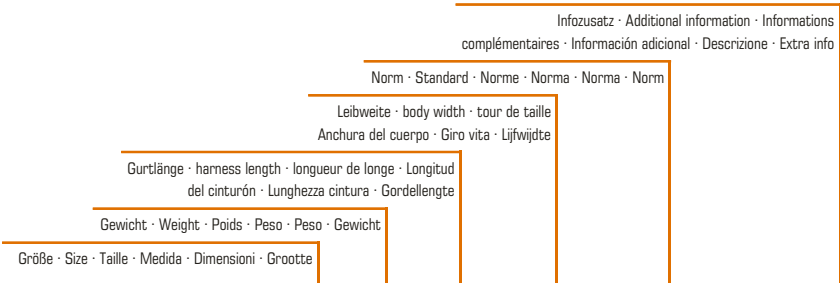 Infozusatz · Additional information · Informations
complémentaires · Información adicional · Descrizione · Extra info
Norm · Standard · Norme · Norma · Norma · Norm
Leibweite · body width · tour de taille
Anchura del cuerpo · Giro vita · Lijfwijdte
Gurtlänge · harness length · longueur de longe · Longitud
del cinturón · Lunghezza cintura · Gordellengte
Gewicht · Weight · Poids · Peso · Peso · Gewicht
Größe · Size · Taille · Medida · Dimensioni · Grootte